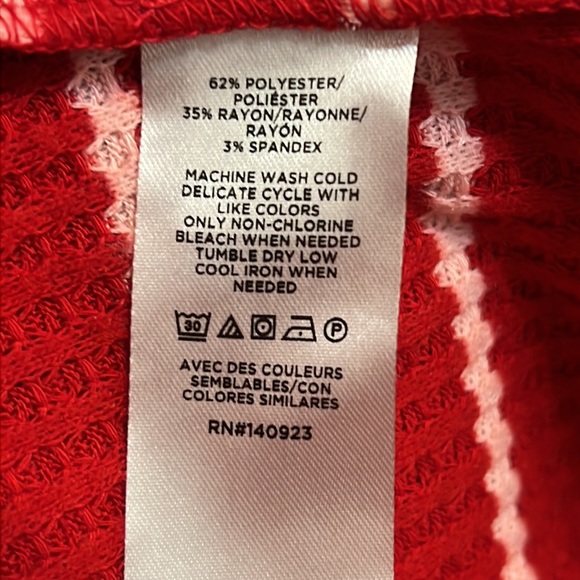 62% POLYESTER/
POLIÉSTER
35% RAYON/RAYONNE/
RAYÓN
3% SPANDEX
MACHINE WASH COLD
DELICATE CYCLE WITH
LIKE COLORS
ONLY NON-CHLORINE
BLEACH WHEN NEEDED
TUMBLE DRY LOW
COOL IRON WHEN
NEEDED
30 P
AVEC DES COULEURS
SEMBLABLES/CON
COLORES SIMILARES
RN#140923